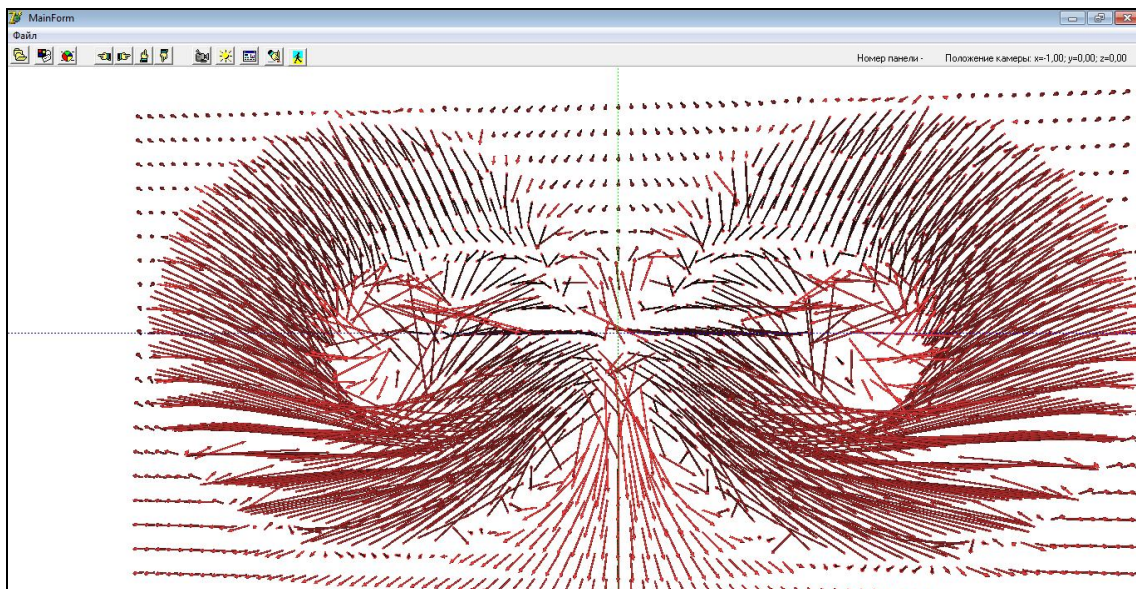 MainForm
Файл
Номер панели - Положение камеры: x=-1,00; y=0,00; z=0,00